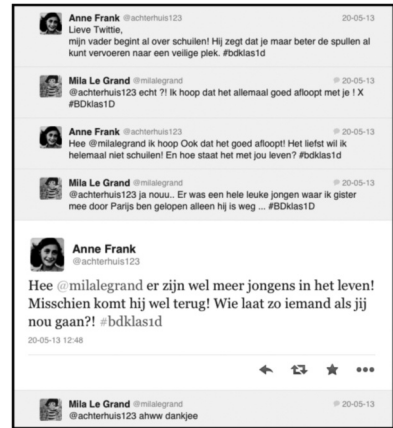 Anne Frank @achterhuis123 20-05-13
Lieve Twittie,
mijn vader begint al over schuilen! Hij zegt dat je maar beter de spullen al
kunt vervoeren naar een veilige plek. #bdklas1d
Mila Le Grand @milalegrand 20-05-13
@achterhuis123 echt ?! Ik hoop dat het allemaal goed afloopt met je ! X
#BDKlas1D
Anne Frank @achterhuis123 20-05-13
Hee @milalegrand ik hoop Ook dat het goed afloopt! Het liefst wil ik
helemaal niet schuilen! En hoe staat het met jou leven? #bdklas1d
Mila Le Grand @milalegrand 20-05-13
@achterhuis123 ja nouu.. Er was een hele leuke jongen waar ik gister
mee door Parijs ben gelopen alleen hij is weg ... #BDKlas1D
Anne Frank
@achterhuis123
Hee @milalegrand er zijn wel meer jongens in het leven!
Misschien komt hij wel terug! Wie laat zo iemand als jij
nou gaan?! #bdklas1d
20-05-13 12:48
Mila Le Grand @milalegrand 20-05-13
@achterhuis123 ahww dankjee